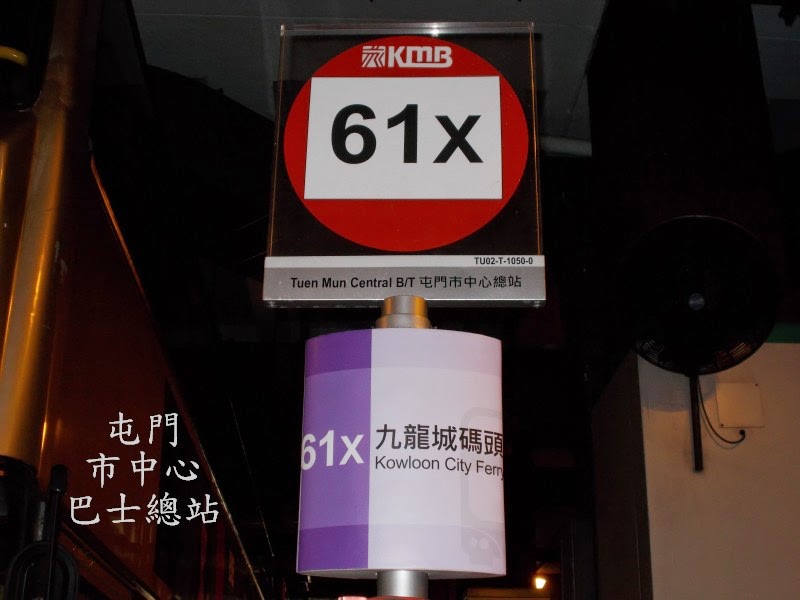 KMB
61X
TU02-T-1050-0
Tuen Mun Central B/T 屯門市中心總站
61X
九龍城碼頭
Kowloon City Ferry
屯門
市中心
巴士總站